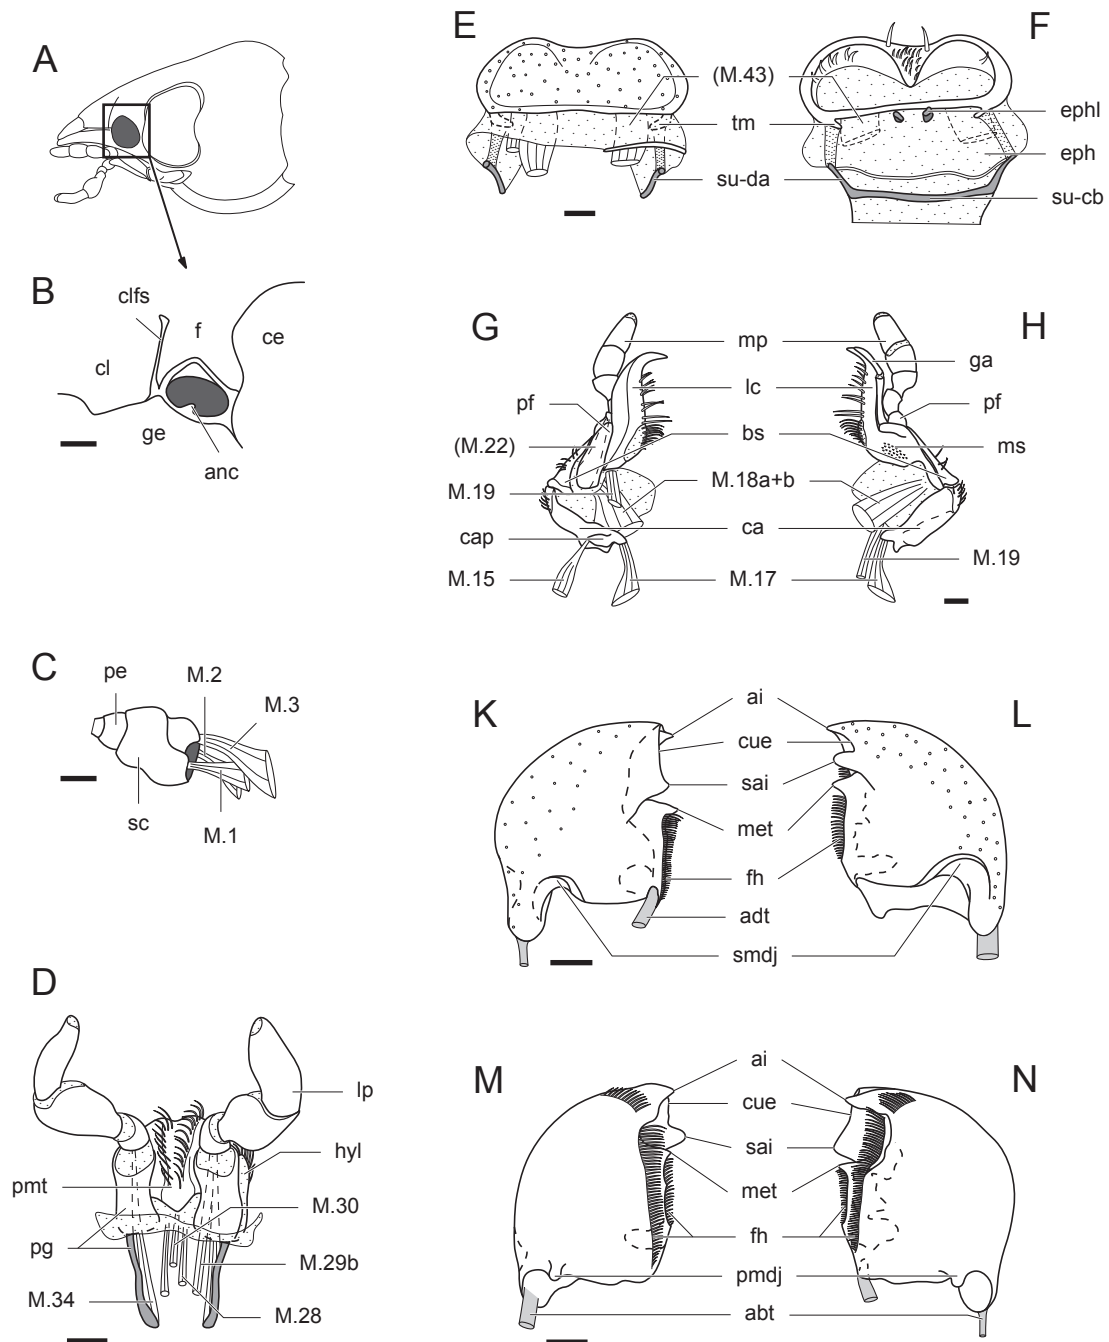 A
B
clfs
f
ce
cl
ge
anc
C
pe
M.2
M.3
sc
M.1
D
lp
hyl
pmt
M.30
pg
M.29b
M.34
M.28
E
F
(M.43)
tm
ephl
eph
su-da
su-cb
G
H
mp
ga
lc
pf
pf
bs
ms
(M.22)
M.18a+b
M.19
ca
cap
M.19
M.15
M.17
K
L
ai
cue
sai
met
fh
adt
smdj
M
N
ai
cue
sai
met
fh
pmdj
abt